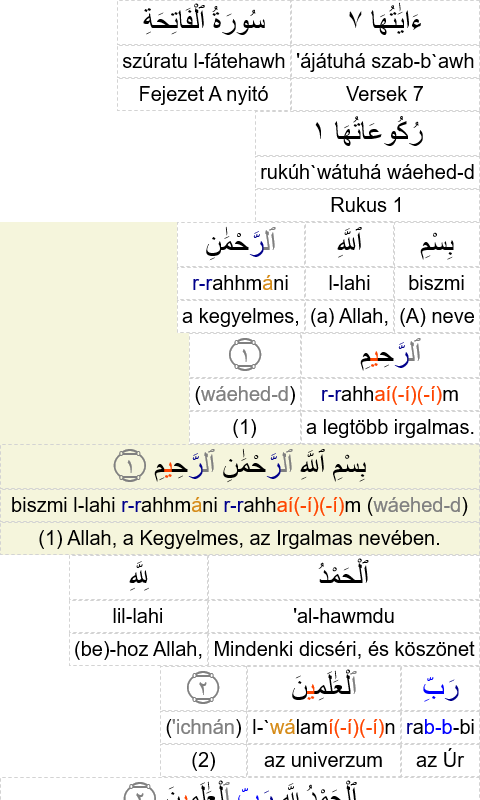 سُورَةُ ٱلْفَاتِحَةِ ءَايَٰتُهَا ٧
szúratu l-fátehawh 'ájátuhá szab-b`awh
Fejezet A nyitó Versek 7
رُكُوعَاتُهَا ١
rukúh`wátuhá wáehed-d
Rukus 1
بِسْمِ ٱللَّهِ ٱلرَّحْمَٰنِ
r-rahhmáni l-lahi biszmi
a kegyelmes, (a) Allah, (A) neve
ٱلرَّحِيمِ ١
(wáehed-d) r-rahhaí(-í)(-í)m
(1) a legtöbb irgalmas.
بِسْمِ ٱللَّهِ ٱلرَّحْمَٰنِ ٱلرَّحِيمِ ١
biszmi l-lahi r-rahhmáni r-rahhaí(-í)(-í)m (wáehed-d)
(1) Allah, a Kegyelmes, az Irgalmas nevében.
ٱلْحَمْدُ لِلَّهِ
lil-lahi 'al-hawmdu
(be)-hoz Allah, Mindenki dicséri, és köszönet
رَبِّ ٱلْعَٰلَمِينَ ٢
('ichnán) l-`wálamí(-í)(-í)n rab-b-bi
(2) az univerzum az Úr
ٱلْحَمْدُ لِلَّهِ رَبِّ ٱلْعَٰلَمِينَ ٢